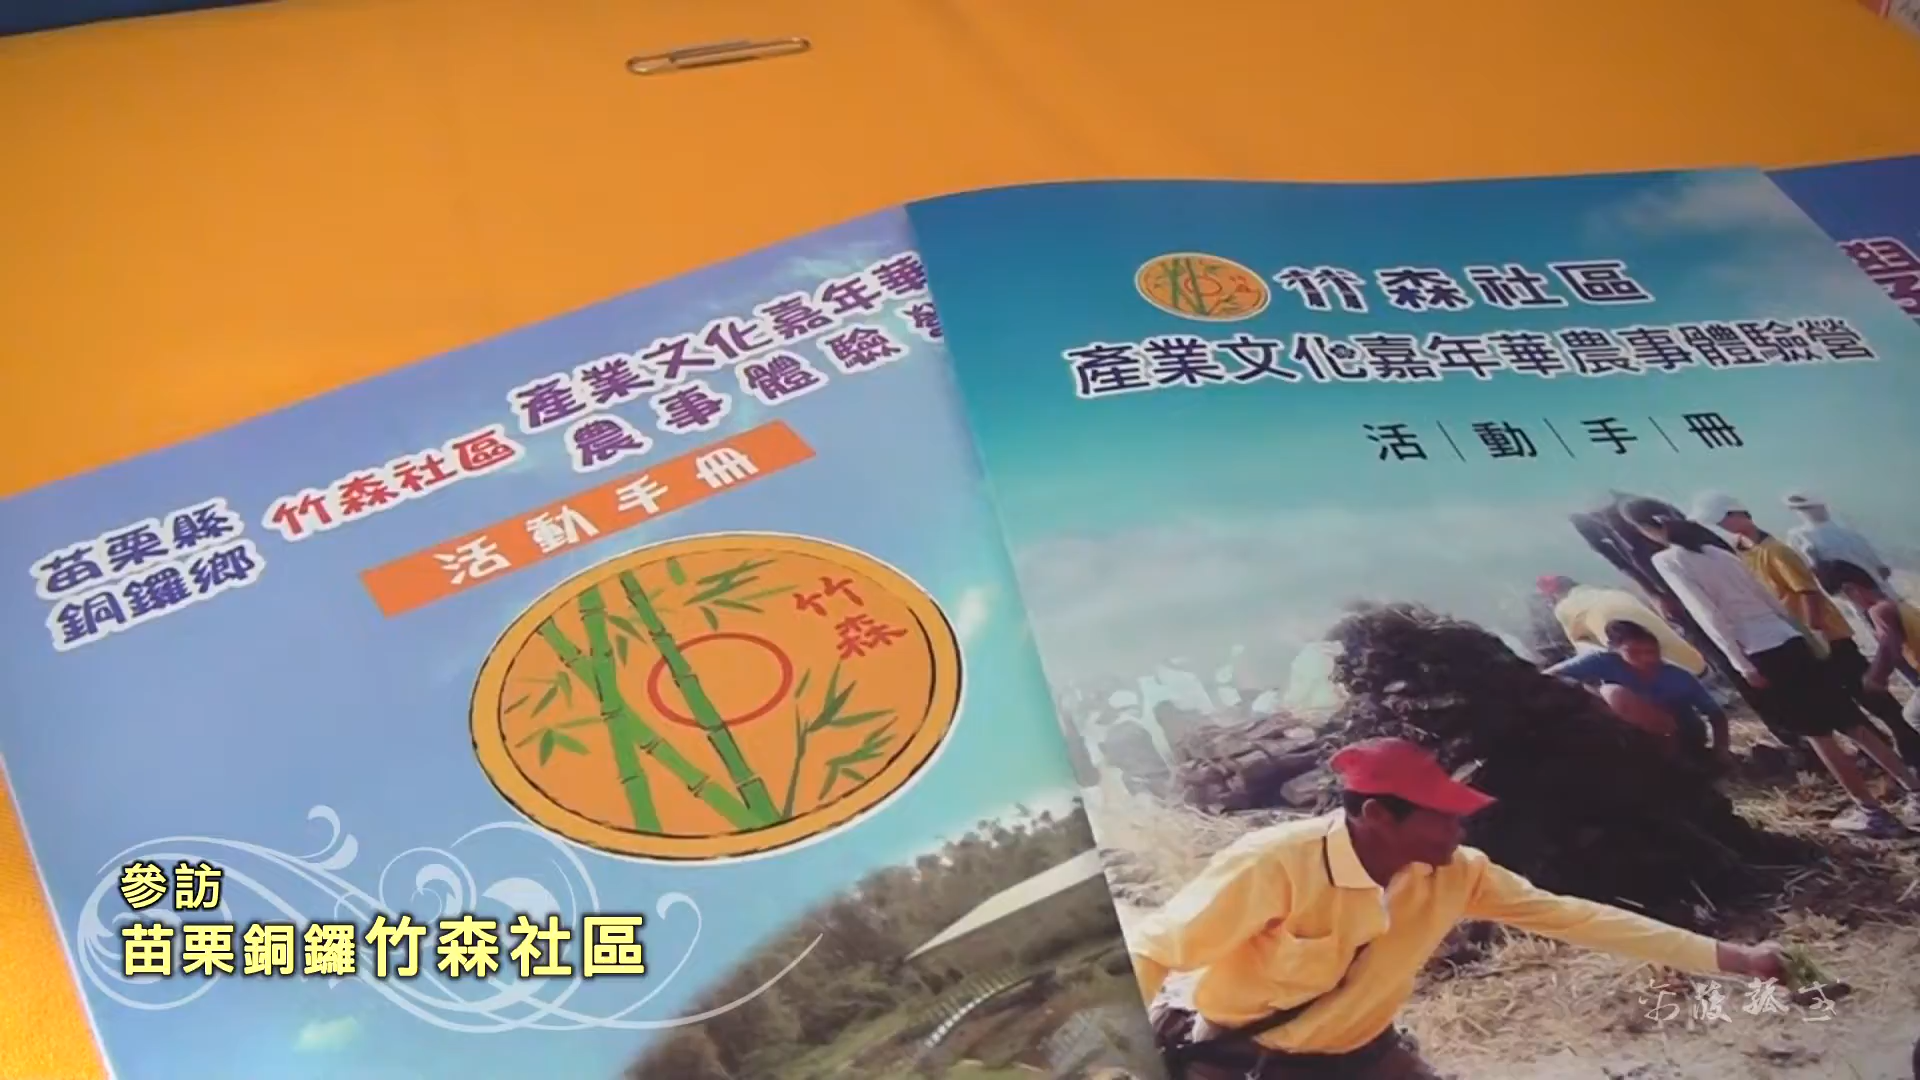 竹森社區
產業文化嘉年華農事體驗營
活|動|手|冊
產業文化嘉年華
農事體驗營
苗栗縣
銅鑼鄉
竹森社區
活動手冊
竹森
參訪
苗栗銅鑼竹森社區